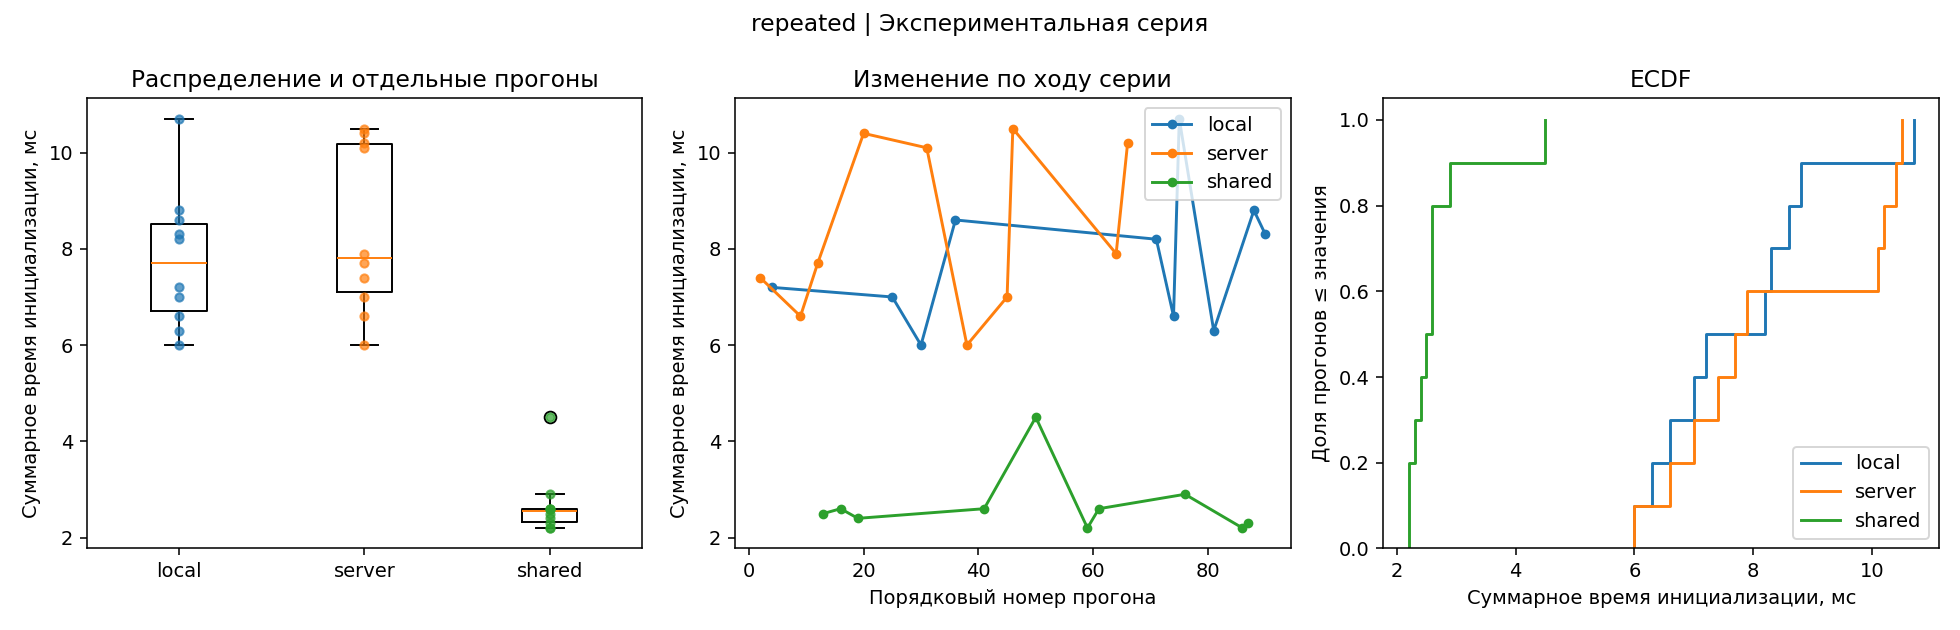 repeated | Экспериментальная серия
Распределение и отдельные прогоны
Суммарное время инициализации, мс
10
8
6
4
2
local
server
shared
Изменение по ходу серии
Суммарное время инициализации, мс
10
8
6
4
2
0
20
40
60
80
Порядковый номер прогона
local
server
shared
ECDF
Доля прогонов ≤ значения
1.0
0.8
0.6
0.4
0.2
0.0
2
4
6
8
10
Суммарное время инициализации, мс
local
server
shared